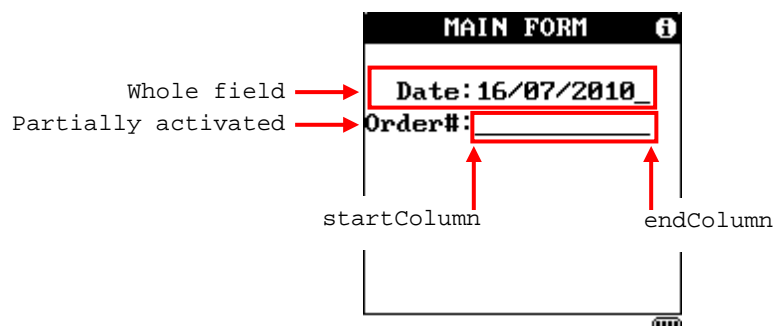 MAIN FORM i
Whole field Date:16/07/2010_
Partially activated Order#:__________
startColumn endColumn